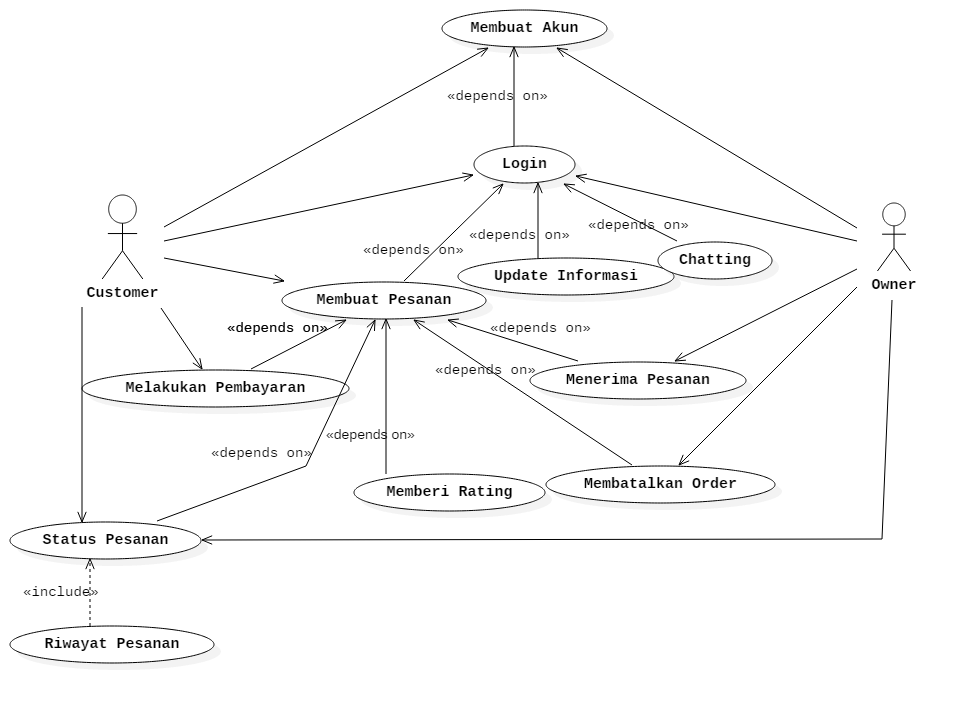 Membuat Akun
«depends on»
Login
«depends on»
«depends on»
«depends on»
Chatting
Update Informasi
Customer
Owner
Membuat Pesanan
«depends on»
«depends on»
«depends on»
Melakukan Pembayaran
Menerima Pesanan
«depends on»
«depends on»
Memberi Rating
Membatalkan Order
Status Pesanan
«include»
Riwayat Pesanan